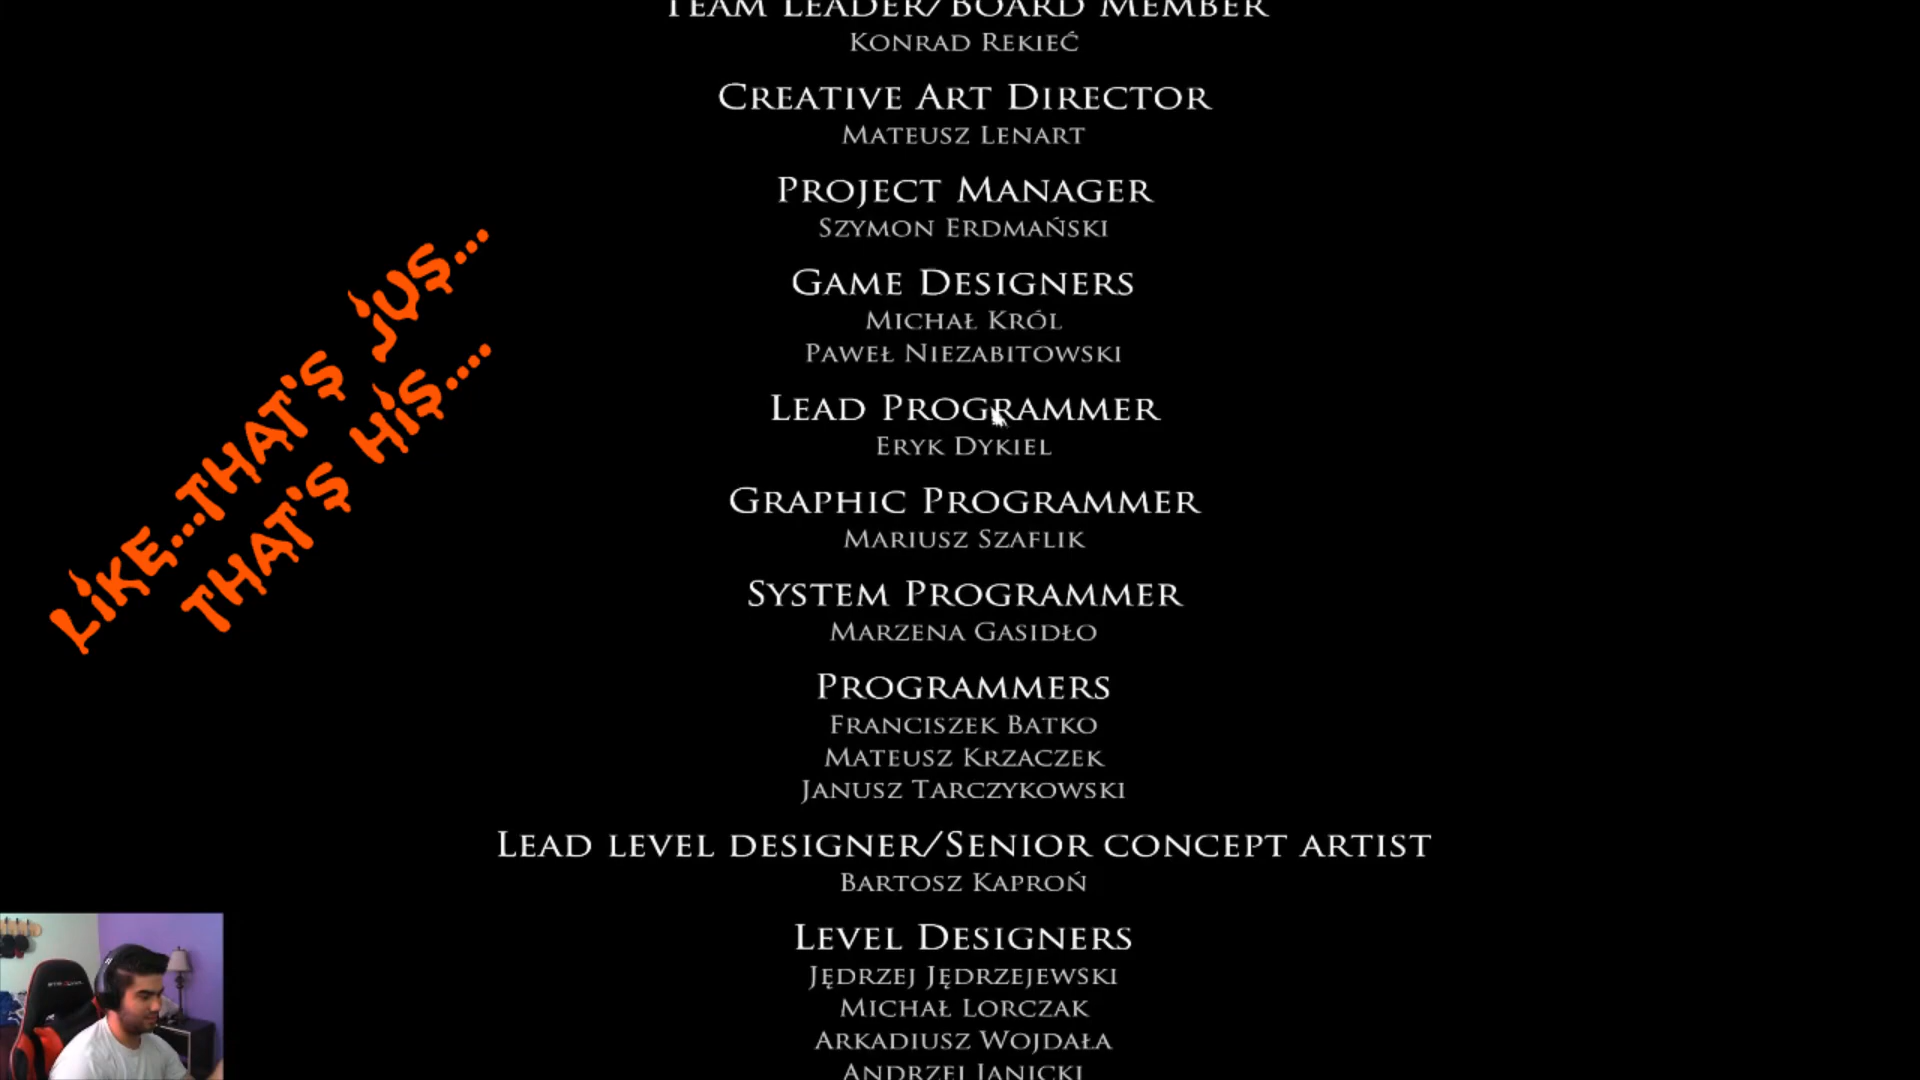 TEAM LEADER/BOARD MEMBER
KONRAD REKIEĆ
CREATIVE ART DIRECTOR
MATEUSZ LENART
PROJECT MANAGER
SZYMON ERDMAŃSKI
GAME DESIGNERS
MICHAŁ KRÓL
PAWEŁ NIEZABITOWSKI
LEAD PROGRAMMER
ERYK DYKIEL
GRAPHIC PROGRAMMER
MARIUSZ SZAFLIK
SYSTEM PROGRAMMER
MARZENA GASIDŁO
PROGRAMMERS
FRANCISZEK BATKO
MATEUSZ KRZACZEK
JANUSZ TARCZYKOWSKI
LEAD LEVEL DESIGNER/SENIOR CONCEPT ARTIST
BARTOSZ KAPROŃ
LEVEL DESIGNERS
JĘDRZEJ JĘDRZEJEWSKI
MICHAŁ LORCZAK
ARKADIUSZ WOJDAŁA
ANDRZEJ JANICKI
LIKE...THAT'S JUS...
THAT'S HIS....